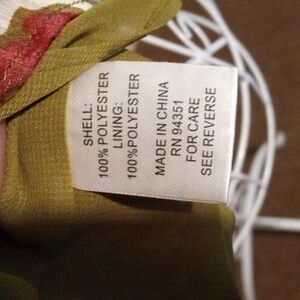 SHELL:
100% POLYESTER
LINING:
100%POLYESTER
MADE IN CHINA
RN 94351
FOR CARE
SEE REVERSE